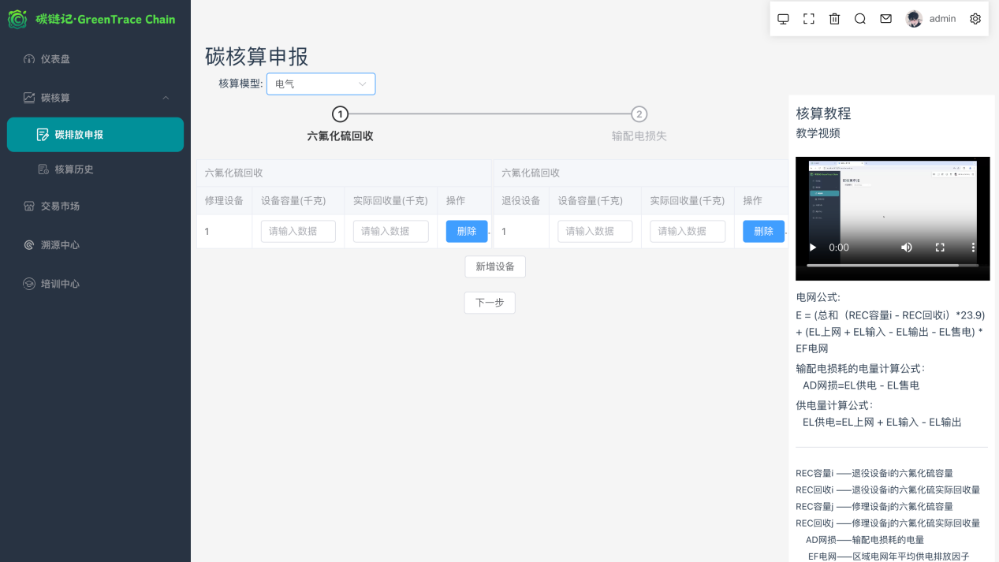 碳链记·GreenTrace Chain
admin
仪表盘
碳核算
碳排放申报
核算历史
交易市场
溯源中心
培训中心
碳核算申报
核算模型: 电气
1 2
六氟化硫回收 输配电损失
六氟化硫回收 六氟化硫回收
修理设备 设备容量(千克) 实际回收量(千克) 操作 退役设备 设备容量(千克) 实际回收量(千克) 操作
1 请输入数据 请输入数据 删除 1 请输入数据 请输入数据 删除
新增设备
下一步
核算教程
教学视频
0:00
电网公式:
E = (总和（REC容量i - REC回收i）*23.9)
+ (EL上网 + EL输入 - EL输出 - EL售电) *
EF电网
输配电损耗的电量计算公式：
AD网损=EL供电 - EL售电
供电量计算公式：
EL供电=EL上网 + EL输入 - EL输出
REC容量i ——退役设备i的六氟化硫容量
REC回收i ——退役设备i的六氟化硫实际回收量
REC容量j ——修理设备j的六氟化硫容量
REC回收j ——修理设备j的六氟化硫实际回收量
AD网损——输配电损耗的电量
EF电网——区域电网年平均供电排放因子